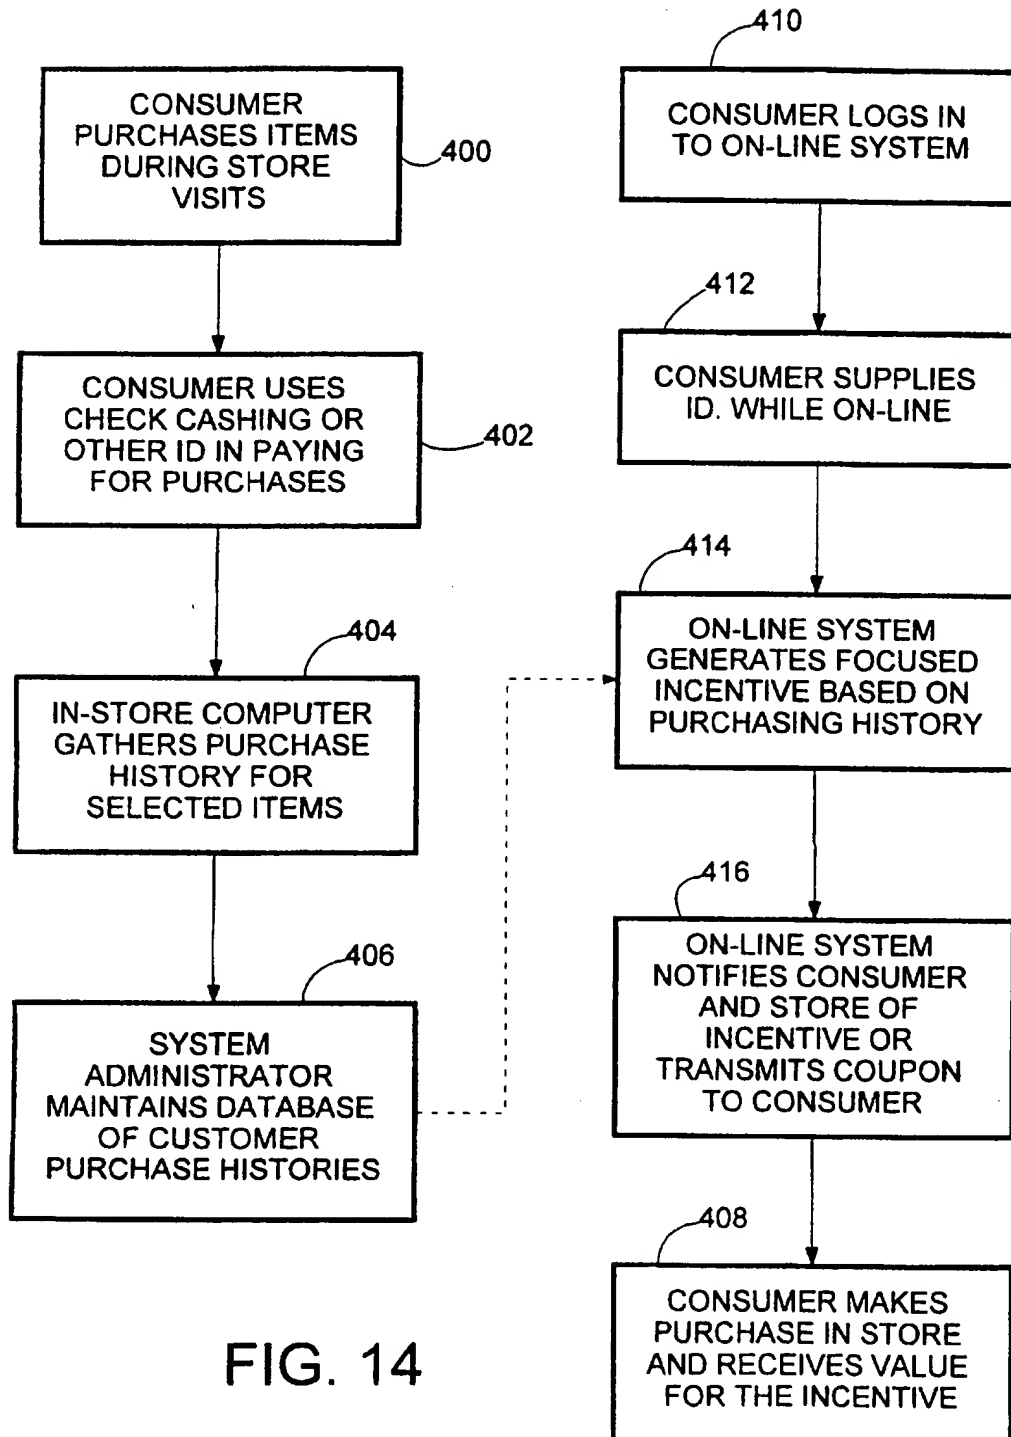 CONSUMER
PURCHASES ITEMS
DURING STORE
VISITS
400
CONSUMER USES
CHECK CASHING OR
OTHER ID IN PAYING
FOR PURCHASES
402
404
IN-STORE COMPUTER
GATHERS PURCHASE
HISTORY FOR
SELECTED ITEMS
406
SYSTEM
ADMINISTRATOR
MAINTAINS DATABASE
OF CUSTOMER
PURCHASE HISTORIES
410
CONSUMER LOGS IN
TO ON-LINE SYSTEM
412
CONSUMER SUPPLIES
ID. WHILE ON-LINE
414
ON-LINE SYSTEM
GENERATES FOCUSED
INCENTIVE BASED ON
PURCHASING HISTORY
416
ON-LINE SYSTEM
NOTIFIES CONSUMER
AND STORE OF
INCENTIVE OR
TRANSMITS COUPON
TO CONSUMER
408
CONSUMER MAKES
PURCHASE IN STORE
AND RECEIVES VALUE
FOR THE INCENTIVE
FIG. 14